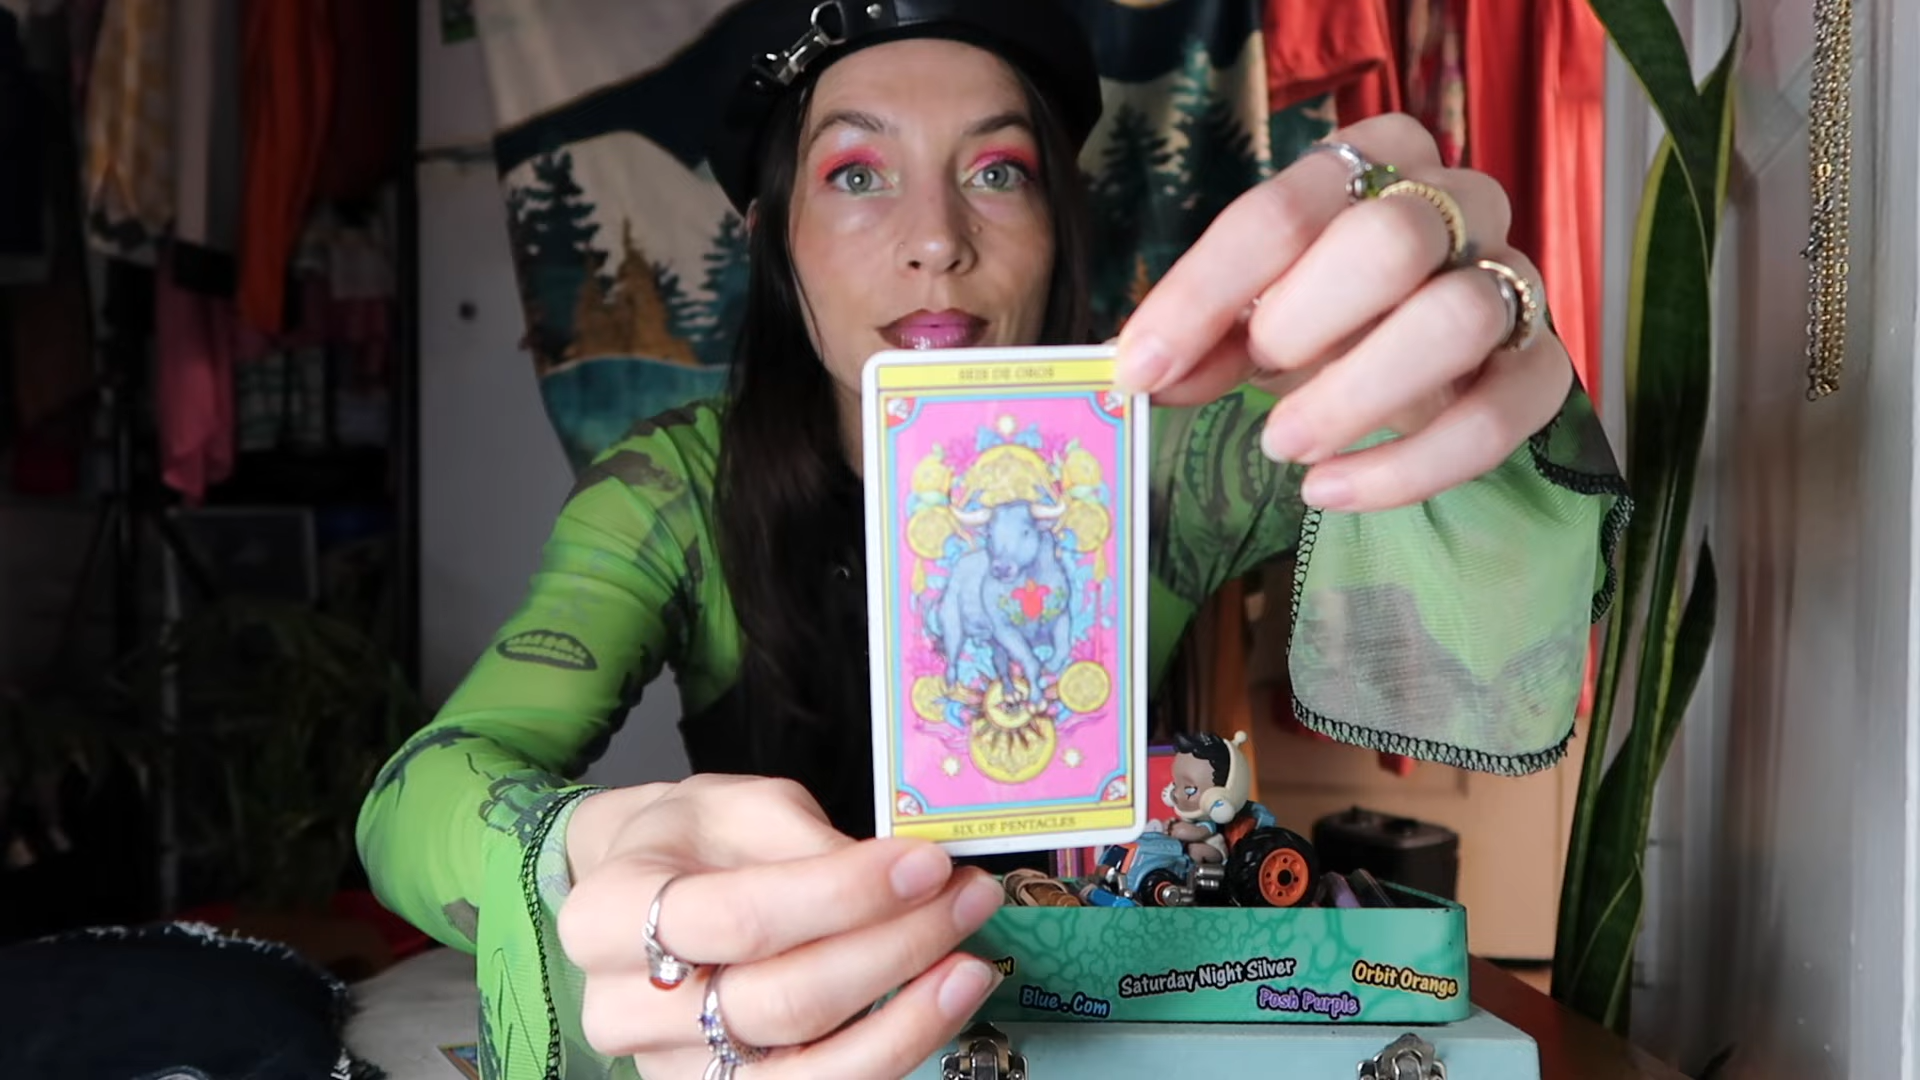 SEIS DE OROS
SIX OF PENTACLES
Saturday Night Silver
Orbit Orange
Blue . Com
Posh Purple